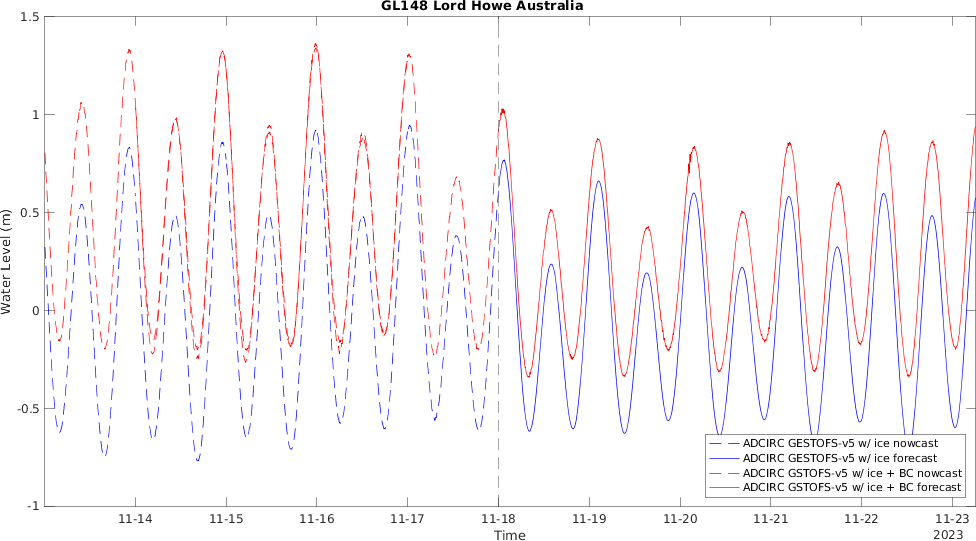 GL148 Lord Howe Australia
Water Level (m)
1.5
1
0.5
0
-0.5
-1
ADCIRC GESTOFS-v5 w/ ice nowcast
ADCIRC GESTOFS-v5 w/ ice forecast
ADCIRC GSTOFS-v5 w/ ice + BC nowcast
ADCIRC GSTOFS-v5 w/ ice + BC forecast
11-14 11-15 11-16 11-17 11-18 11-19 11-20 11-21 11-22 11-23
Time
2023